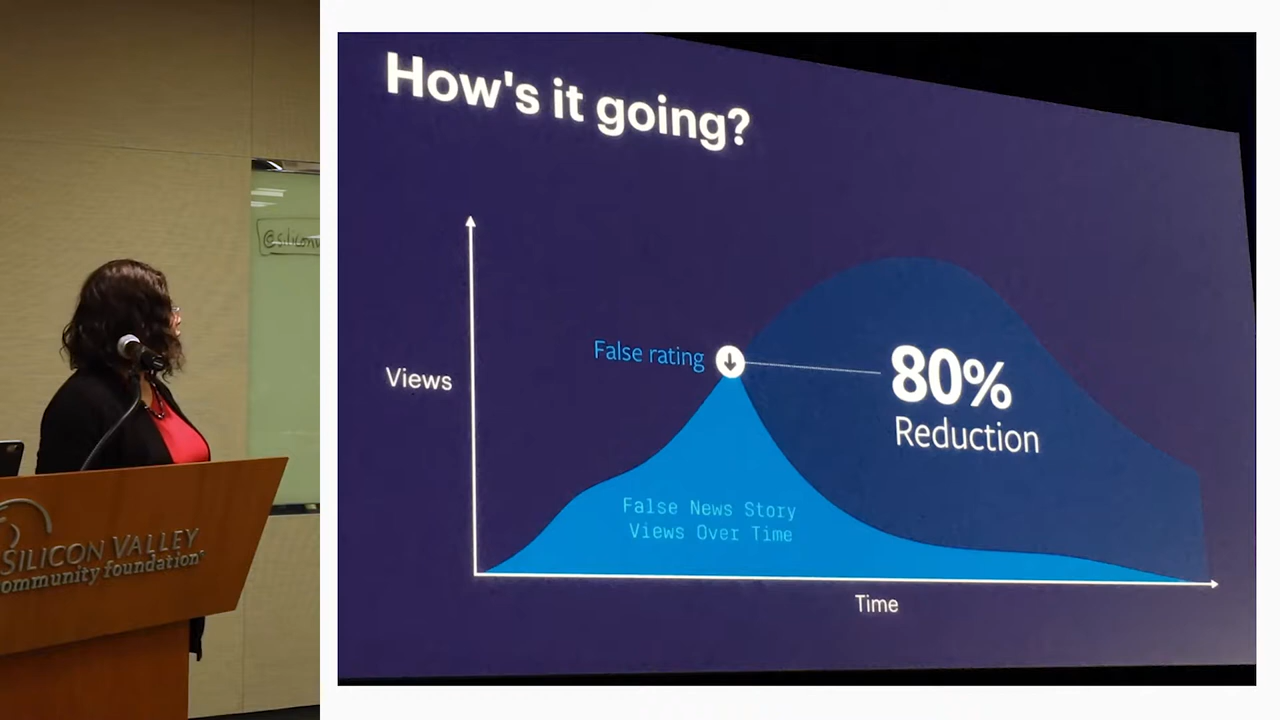 How's it going?
Views
False rating
80%
Reduction
False News Story
Views Over Time
Time
SILICON VALLEY
community foundation